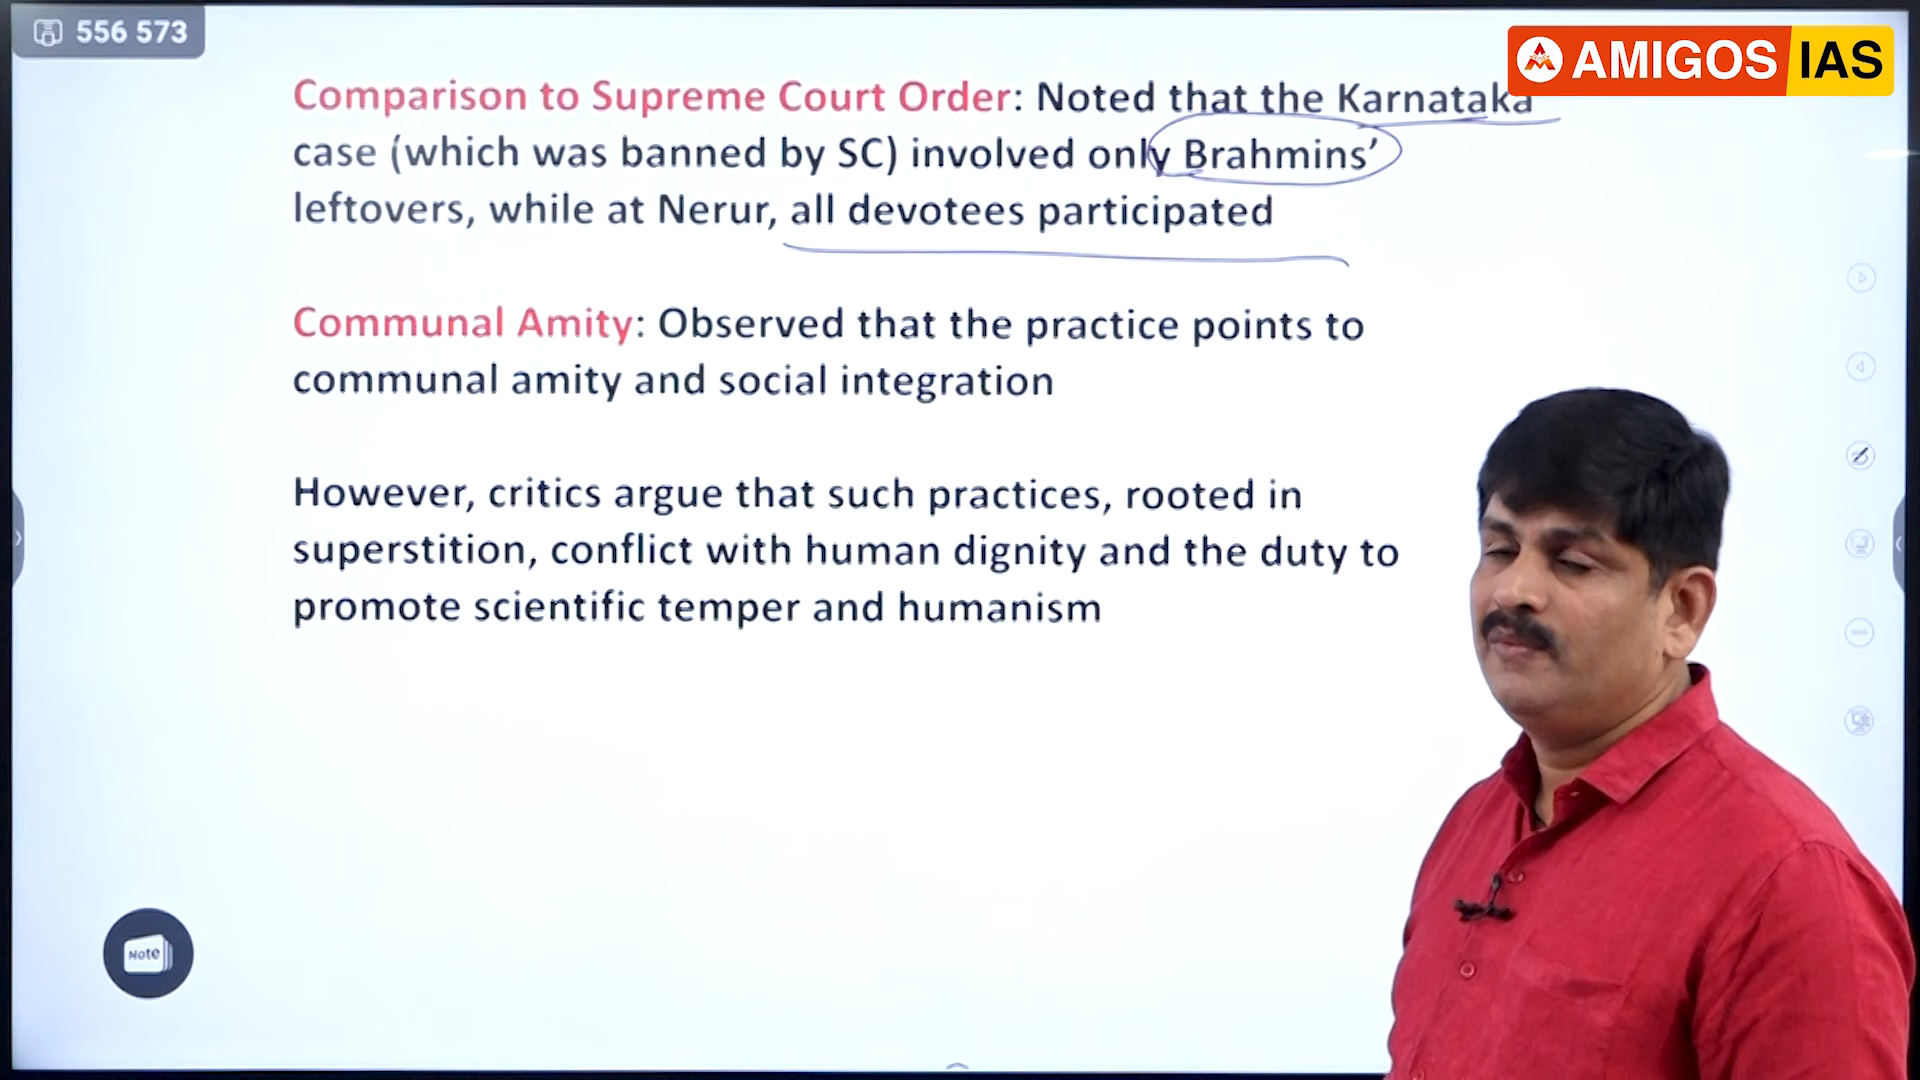 556 573
AMIGOS IAS
Comparison to Supreme Court Order: Noted that the Karnataka
case (which was banned by SC) involved only Brahmins’
leftovers, while at Nerur, all devotees participated
Communal Amity: Observed that the practice points to
communal amity and social integration
However, critics argue that such practices, rooted in
superstition, conflict with human dignity and the duty to
promote scientific temper and humanism
Note